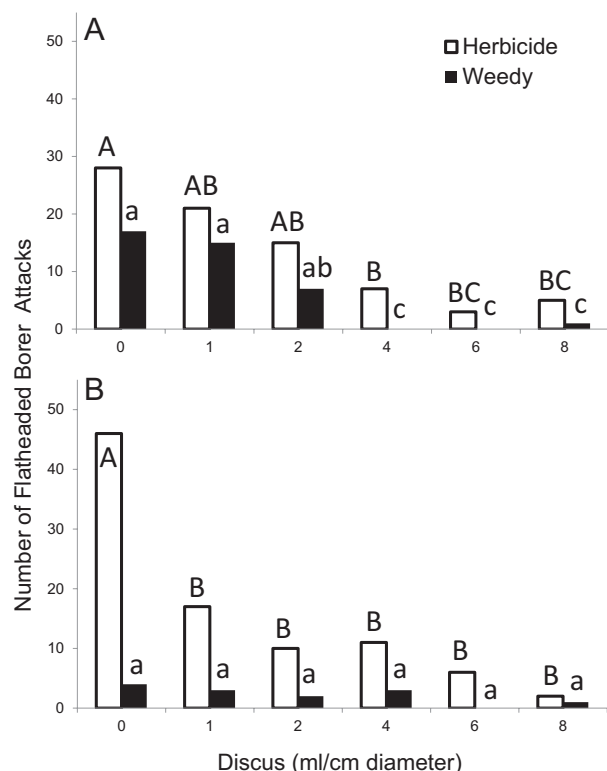 A
50
Herbicide
Weedy
40
30
A
AB
20
a
a
AB
10
ab
B
BC
BC
c
c
c
0
0 1 2 4 6 8
B
50
A
40
30
20
B
B
B
10
B
a
a
a
a
a
B
a
0
0 1 2 4 6 8
Number of Flatheaded Borer Attacks
Discus (ml/cm diameter)